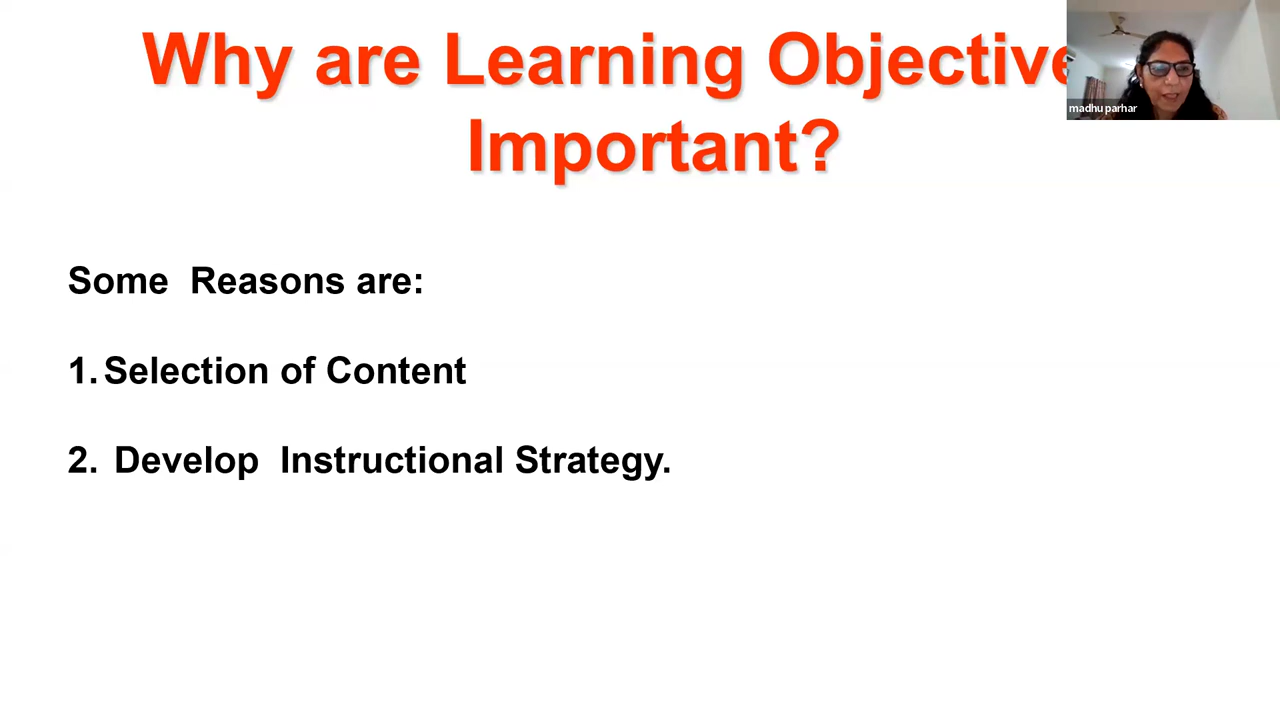 Why are Learning Objective
Important?
madhu parhar
Some Reasons are:
1. Selection of Content
2. Develop Instructional Strategy.